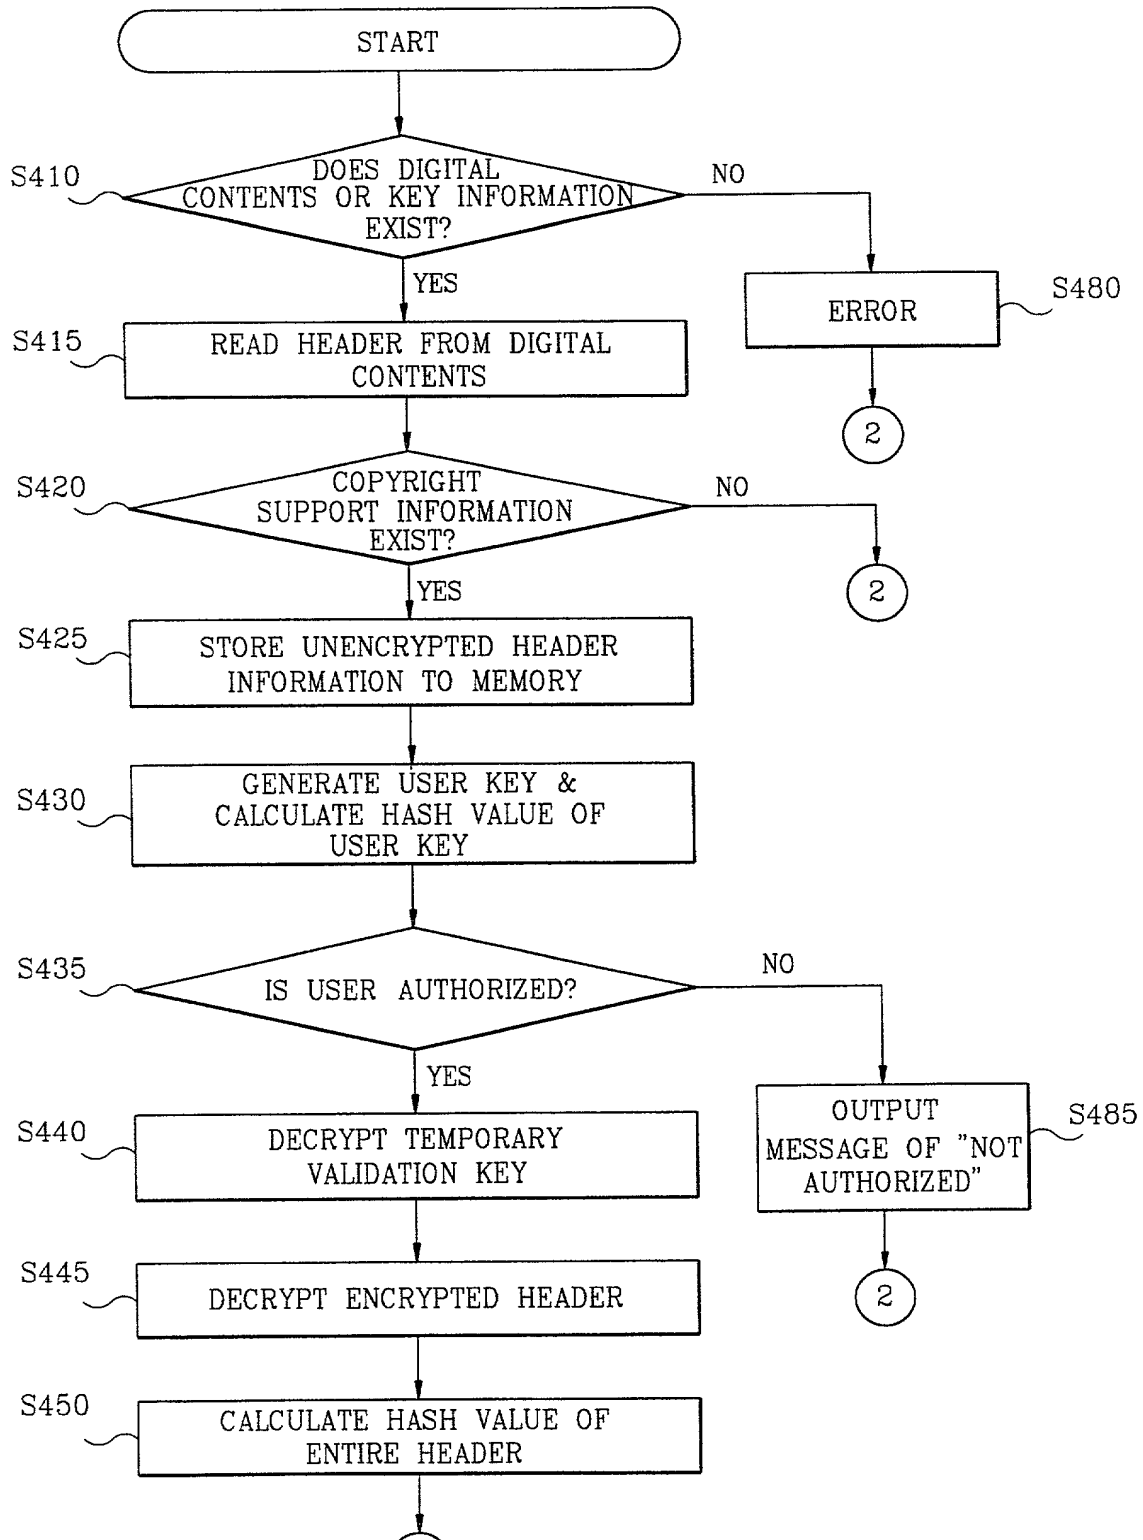 START
S410
DOES DIGITAL
CONTENTS OR KEY INFORMATION
EXIST?
NO
YES
ERROR
S480
2
S415
READ HEADER FROM DIGITAL
CONTENTS
S420
COPYRIGHT
SUPPORT INFORMATION
EXIST?
NO
2
YES
S425
STORE UNENCRYPTED HEADER
INFORMATION TO MEMORY
S430
GENERATE USER KEY &
CALCULATE HASH VALUE OF
USER KEY
S435
IS USER AUTHORIZED?
NO
YES
OUTPUT
MESSAGE OF "NOT
AUTHORIZED"
S485
2
S440
DECRYPT TEMPORARY
VALIDATION KEY
S445
DECRYPT ENCRYPTED HEADER
S450
CALCULATE HASH VALUE OF
ENTIRE HEADER